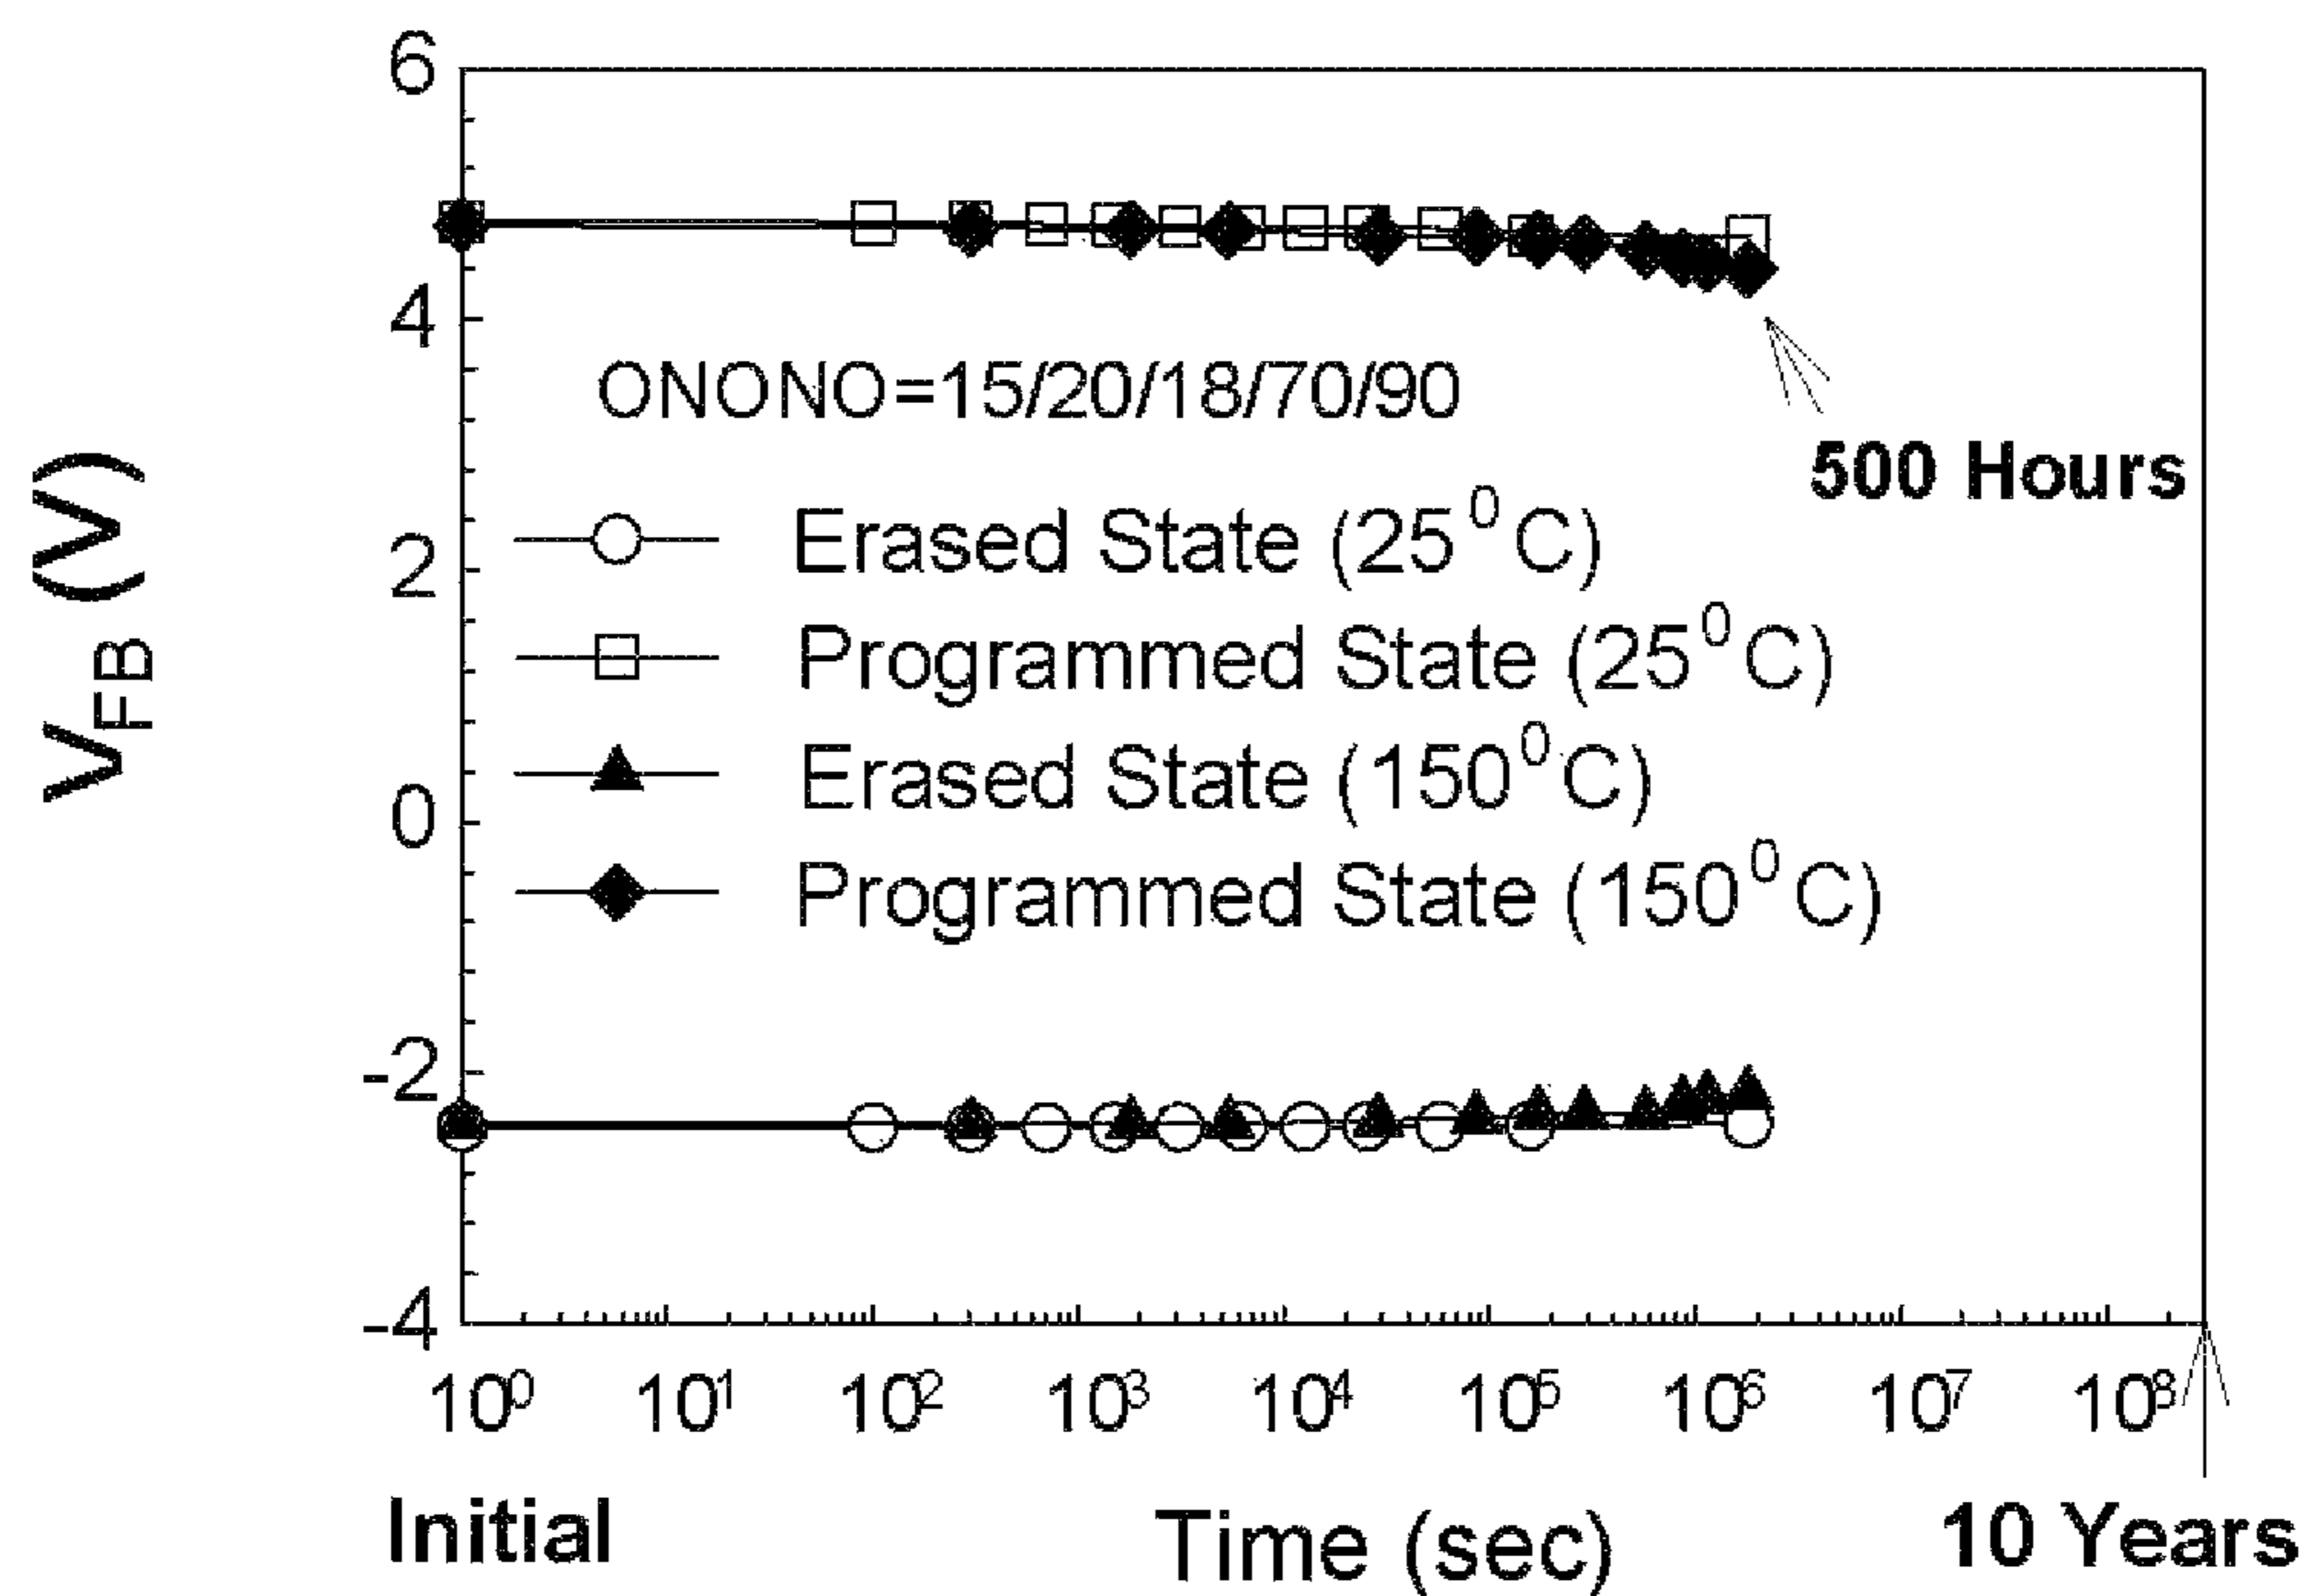 6
4
2
0
-2
-4
V_FB (V)
ONONO=15/20/18/70/90
500 Hours
Erased State (25⁰C)
Programmed State (25⁰C)
Erased State (150⁰C)
Programmed State (150⁰C)
10⁰ 10¹ 10² 10³ 10⁴ 10⁵ 10⁶ 10⁷ 10⁸
Initial Time (sec) 10 Years